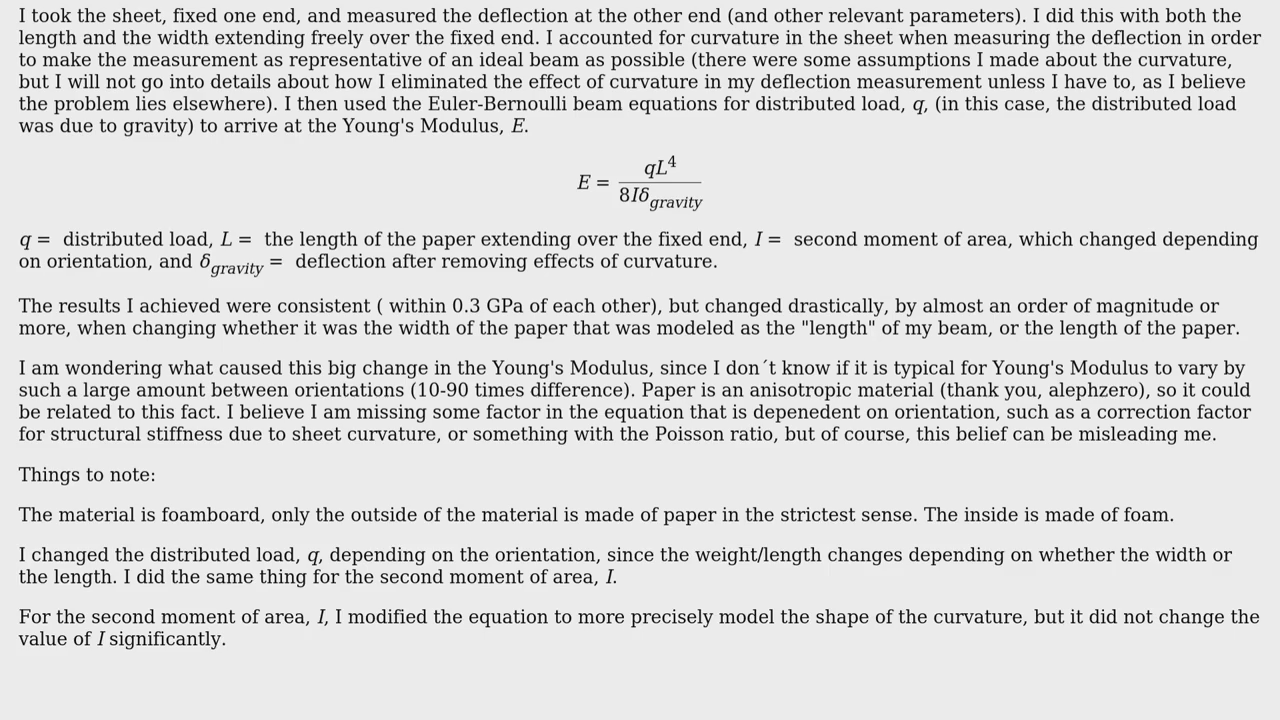 I took the sheet, fixed one end, and measured the deflection at the other end (and other relevant parameters). I did this with both the
length and the width extending freely over the fixed end. I accounted for curvature in the sheet when measuring the deflection in order
to make the measurement as representative of an ideal beam as possible (there were some assumptions I made about the curvature,
but I will not go into details about how I eliminated the effect of curvature in my deflection measurement unless I have to, as I believe
the problem lies elsewhere). I then used the Euler-Bernoulli beam equations for distributed load, q, (in this case, the distributed load
was due to gravity) to arrive at the Young's Modulus, E.
E = qL⁴ / 8Iδ_gravity
q = distributed load, L = the length of the paper extending over the fixed end, I = second moment of area, which changed depending
on orientation, and δ_gravity = deflection after removing effects of curvature.
The results I achieved were consistent ( within 0.3 GPa of each other), but changed drastically, by almost an order of magnitude or
more, when changing whether it was the width of the paper that was modeled as the "length" of my beam, or the length of the paper.
I am wondering what caused this big change in the Young's Modulus, since I don´t know if it is typical for Young's Modulus to vary by
such a large amount between orientations (10-90 times difference). Paper is an anisotropic material (thank you, alephzero), so it could
be related to this fact. I believe I am missing some factor in the equation that is depenedent on orientation, such as a correction factor
for structural stiffness due to sheet curvature, or something with the Poisson ratio, but of course, this belief can be misleading me.
Things to note:
The material is foamboard, only the outside of the material is made of paper in the strictest sense. The inside is made of foam.
I changed the distributed load, q, depending on the orientation, since the weight/length changes depending on whether the width or
the length. I did the same thing for the second moment of area, I.
For the second moment of area, I, I modified the equation to more precisely model the shape of the curvature, but it did not change the
value of I significantly.